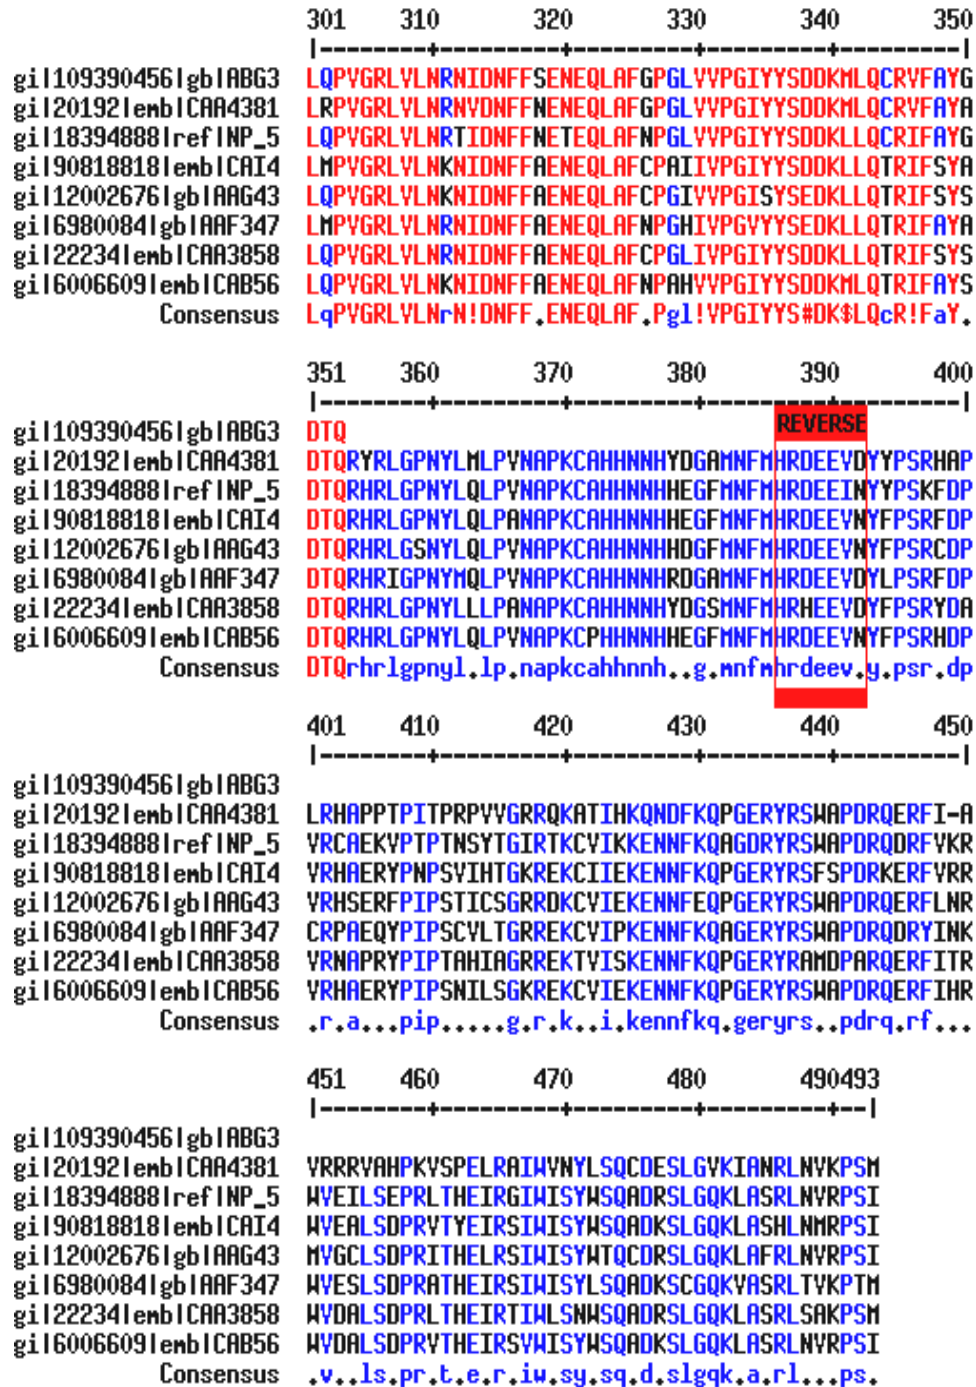 301 310 320 330 340 350
|--------+---------+---------+---------+---------|
gi|109390456|gb|ABG3 LQPVGRLVLNRNIDNFFSENEQLAFGPGLVVPGIYYSDDKMLQCRVFAYG
gi|20192|emb|CAA4381 LRPVGRLVLNRNVDNFFNENEQLAFGPGLVVPGIYYSDDKMLQCRVFAYA
gi|18394888|ref|NP_5 LQPVGRLVLNRTIDNFFNETEQLAFNPGLVVPGIYYSDDKLLQCRIFAYG
gi|90818818|emb|CAI4 LMPVGRLVLNKNIDNFFAENEQLAFCPAIIVPGIYYSDDKLLQTRIFSYA
gi|12002676|gb|AAG43 LQPVGRLVLNKNIDNFFAENEQLAFCPGIVVPGISYSEDKLLQTRIFSYS
gi|6980084|gb|AAF347 LMPVGRLVLNRNIDNFFAENEQLAFNPGHIVPGVYYSDDKLLQTRIFAYA
gi|22234|emb|CAA3858 LQPVGRLVLNRNIDNFFAENEQLAFCPGLIVPGIYYSDDKLLQTRIFSYS
gi|6006609|emb|CAB56 LQPVGRLVLNKNIDNFFAENEQLAFNPAHVVPGIYYSDDKMLQTRIFAYS
Consensus LqPVGRLVLNrN!DNFF.ENEQLAF.Pgl!VPGIYYS#DK$LQcR!FaY.
351 360 370 380 390 400
|--------+---------+---------+---------+---------|
REVERSE
gi|109390456|gb|ABG3 DTQ
gi|20192|emb|CAA4381 DTQRYRLGPNYLMLPVNAPKCAHHNNHYDGAMNFMHRDEEVDYYPSRHAP
gi|18394888|ref|NP_5 DTQRHRLGPNYLQLPVNAPKCAHHNNHHEGFMNFMHRDEEINYYPSKFDP
gi|90818818|emb|CAI4 DTQRHRLGPNYLQLPANAPKCAHHNNHHEGFMNFMHRDEEVNYFPSRFDP
gi|12002676|gb|AAG43 DTQRHRLGSNYLQLPVNAPKCAHHNNHHDGFMNFMHRDEEVNYFPSRCDP
gi|6980084|gb|AAF347 DTQRHRIGPNYMQLPVNAPKCAHHNNHRDGAMNFMHRDEEVDYLPSRFDP
gi|22234|emb|CAA3858 DTQRHRLGPNYLLLPANAPKCAHHNNHYDGSMNFMHRHEEVDYFPSRYDA
gi|6006609|emb|CAB56 DTQRHRLGPNYLQLPVNAPKCPHHNNHHEGFMNFMHRDEEVNYFPSRHDP
Consensus DTQrhrlgpnyl.lp.napkcahhnnh..g.mnfmhrdeev.y.psr.dp
401 410 420 430 440 450
|--------+---------+---------+---------+---------|
gi|109390456|gb|ABG3
gi|20192|emb|CAA4381 LRHAPPTPITPRPVVGRRQKATIHKQNDFKQPGERYRSWAPDRQERFI-A
gi|18394888|ref|NP_5 VRCAEKVPTPTNSYTGIRTKCVIKKENNFKQAGDRYRSWAPDRQDRFVKR
gi|90818818|emb|CAI4 VRHAERYPNPSVIHTGKREKCIIEKENNFKQPGERYRSFSPDRKERFVRR
gi|12002676|gb|AAG43 VRHSERFPIPSTICSGRRDKCVIEKENNFEQPGERYRSWAPDRQERFLNR
gi|6980084|gb|AAF347 CRPAEQYPIPSCVLTGRREKCVIPKENNFKQAGERYRSWAPDRQDRYINK
gi|22234|emb|CAA3858 VRNAPRYPIPTAHIAGRREKTVISKENNFKQPGERYRAMDPARQERFITR
gi|6006609|emb|CAB56 VRHAERYPIPSNILSGKREKCVIEKENNFKQPGERYRSWAPDRQERFIHR
Consensus .r.a...pip.....g.r.k..i.kennfkq.geryrs..pdrq.rf...
451 460 470 480 490493
|--------+---------+---------+---------+--|
gi|109390456|gb|ABG3
gi|20192|emb|CAA4381 VRRRVAHPKVSPELRAIWVNYLSQCDESLGVKIANRLNVKPSM
gi|18394888|ref|NP_5 WVEILSEPRLTHEIRGIWISYWSQADRSLGQKLASRLNVRPSI
gi|90818818|emb|CAI4 WVEALSDPRVTYEIRSIWISYWSQADKSLGQKLASHLNMRPSI
gi|12002676|gb|AAG43 MVGCLSDPRITHELRSIWISYWTQCDRSLGQKLAFRLNVRPSI
gi|6980084|gb|AAF347 WVESLSDPRATHEIRSIWISYLSQADKSCGQKVASRLTVKPTM
gi|22234|emb|CAA3858 WVDALSDPRLTHEIRTIWLSNWSQADRSLGQKLASRLSAKPSM
gi|6006609|emb|CAB56 WVDALSDPRVTHEIRSVWISYWSQADKSLGQKLASRLNVRPSI
Consensus .v..ls.pr.t.e.r.iw.sy.sq.d.slgqk.a.rl...ps.